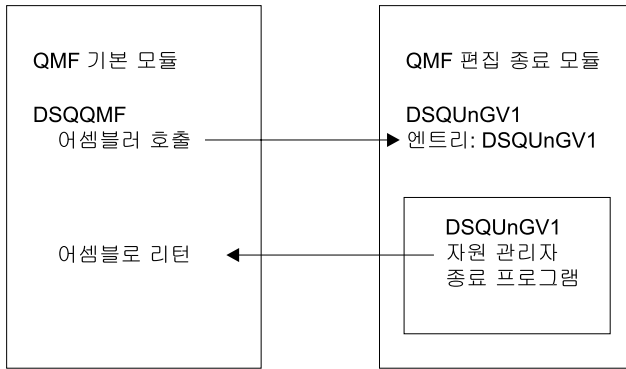 QMF 기본 모듈
DSQQMF
어셈블러 호출
어셈블로 리턴
QMF 편집 종료 모듈
DSQUnGV1
엔트리: DSQUnGV1
DSQUnGV1
자원 관리자
종료 프로그램